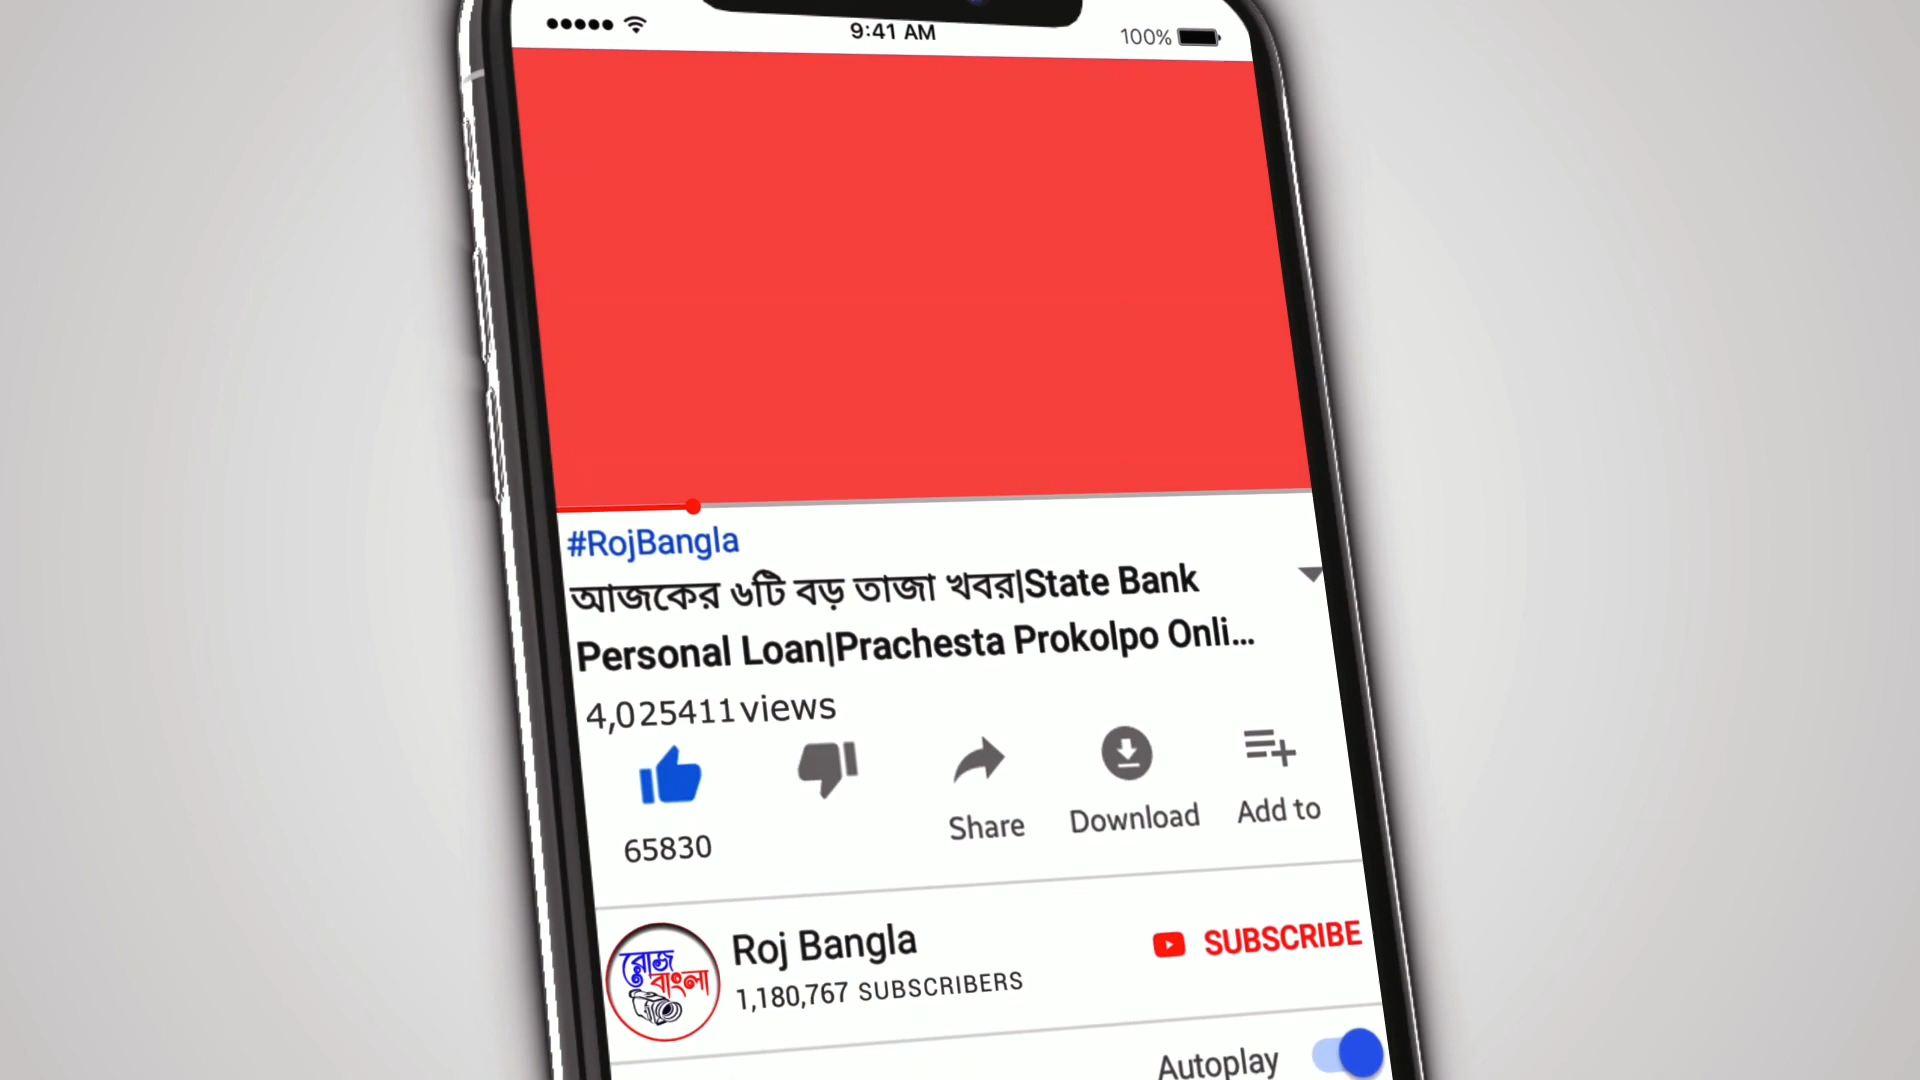 9:41 AM
100%
#RojBangla
আজকের ৬টি বড় তাজা খবর|State Bank
Personal Loan|Prachesta Prokolpo Onli...
4,025411 views
65830
Share
Download
Add to
রোজ
বাংলা
Roj Bangla
SUBSCRIBE
1,180,767 SUBSCRIBERS
Autoplay